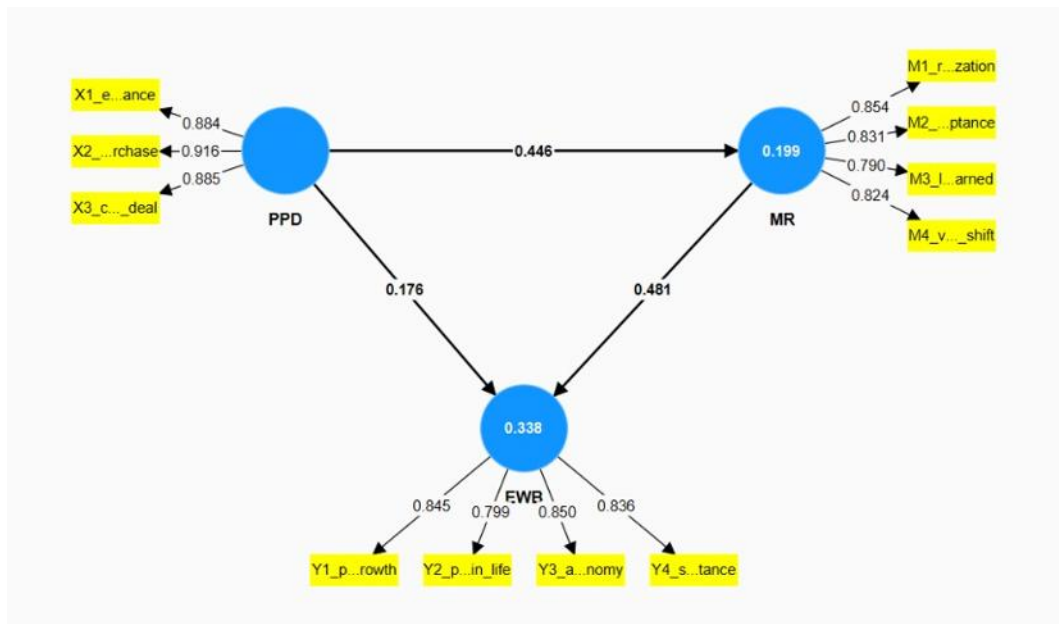 X1_e...ance
0.884
X2_...rchase
0.916
X3_c..._deal
0.885
PPD
0.446
0.199
MR
M1_r...zation
0.854
M2_...ptance
0.831
M3_l...arned
0.790
M4_v..._shift
0.824
0.176
0.481
0.338
EWB
0.845
0.799
0.850
0.836
Y1_p...rowth
Y2_p...in_life
Y3_a...nomy
Y4_s...tance